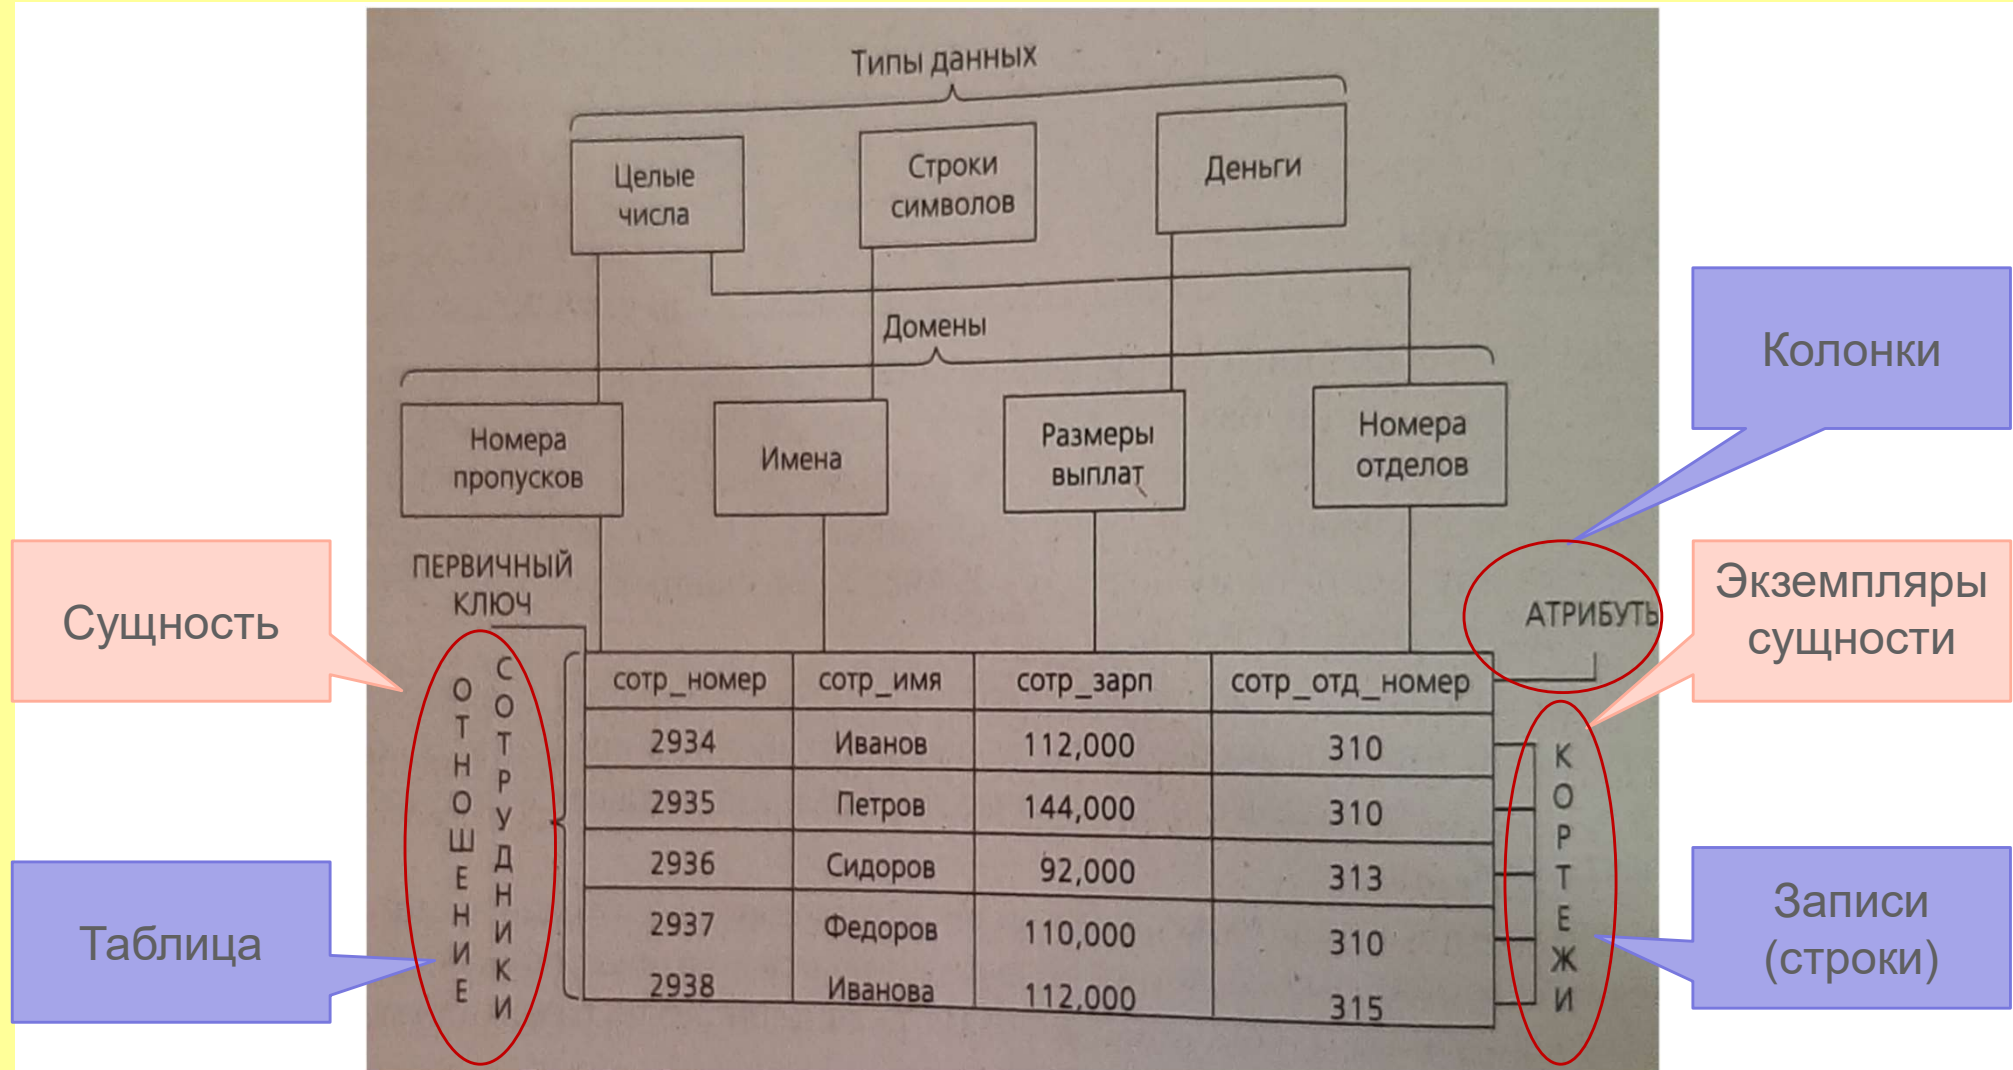 Типы данных
Целые
числа
Строки
символов
Деньги
Домены
Номера
пропусков
Имена
Размеры
выплат
Номера
отделов
Колонки
ПЕРВИЧНЫЙ
КЛЮЧ
АТРИБУТЫ
Сущность
Экземпляры
сущности
ОТНОШЕНИЕ
СОТРУДНИКИ
сотр_номер сотр_имя сотр_зарп сотр_отд_номер
2934 Иванов 112,000 310
2935 Петров 144,000 310
2936 Сидоров 92,000 313
2937 Федоров 110,000 310
2938 Иванова 112,000 315
КОРТЕЖИ
Таблица
Записи
(строки)